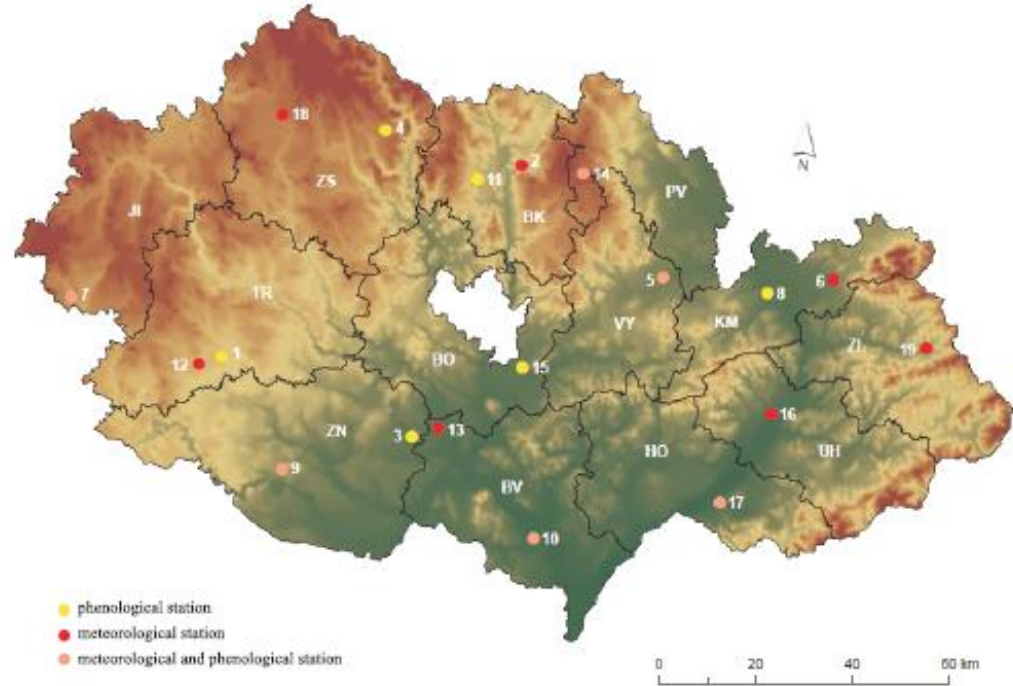 18
4
2
11
14
ZS
PV
JI
BK
7
TR
5
6
8
VY
KM
ZL
19
BO
1
12
15
16
ZN
3
13
HO
UH
9
BV
17
10
phenological station
meteorological station
meteorological and phenological station
N
0 20 40 60 km